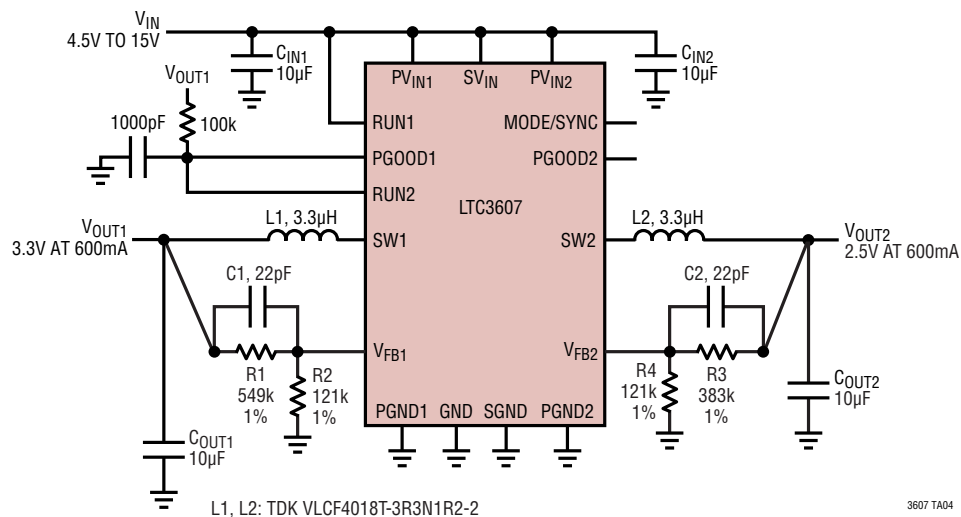 VIN
4.5V TO 15V
CIN1
10µF
CIN2
10µF
VOUT1
100k
1000pF
PVIN1
SVIN
PVIN2
RUN1
MODE/SYNC
PGOOD1
PGOOD2
RUN2
LTC3607
VOUT1
3.3V AT 600mA
L1, 3.3µH
SW1
SW2
L2, 3.3µH
VOUT2
2.5V AT 600mA
C1, 22pF
C2, 22pF
VFB1
VFB2
R1
549k
1%
R2
121k
1%
R4
121k
1%
R3
383k
1%
COUT2
10µF
PGND1
GND
SGND
PGND2
COUT1
10µF
L1, L2: TDK VLCF4018T-3R3N1R2-2
3607 TA04